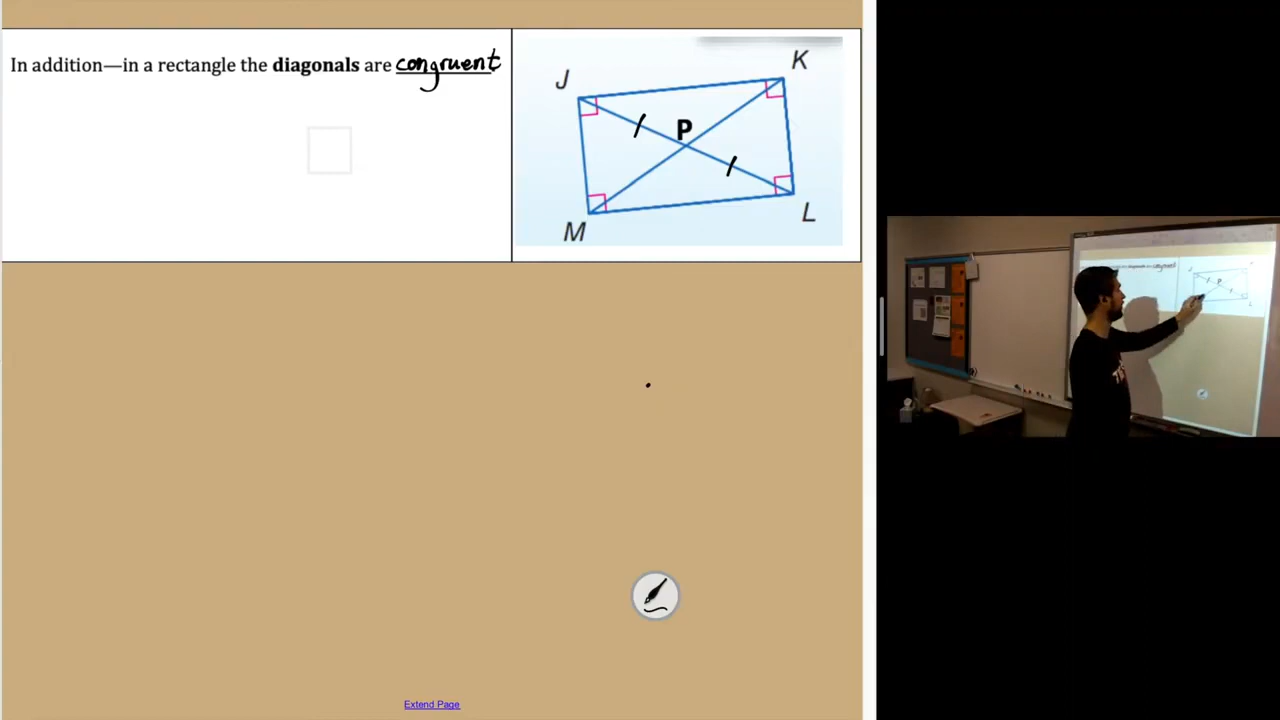 In addition—in a rectangle the diagonals are congruent
J
K
P
M
L
Extend Page